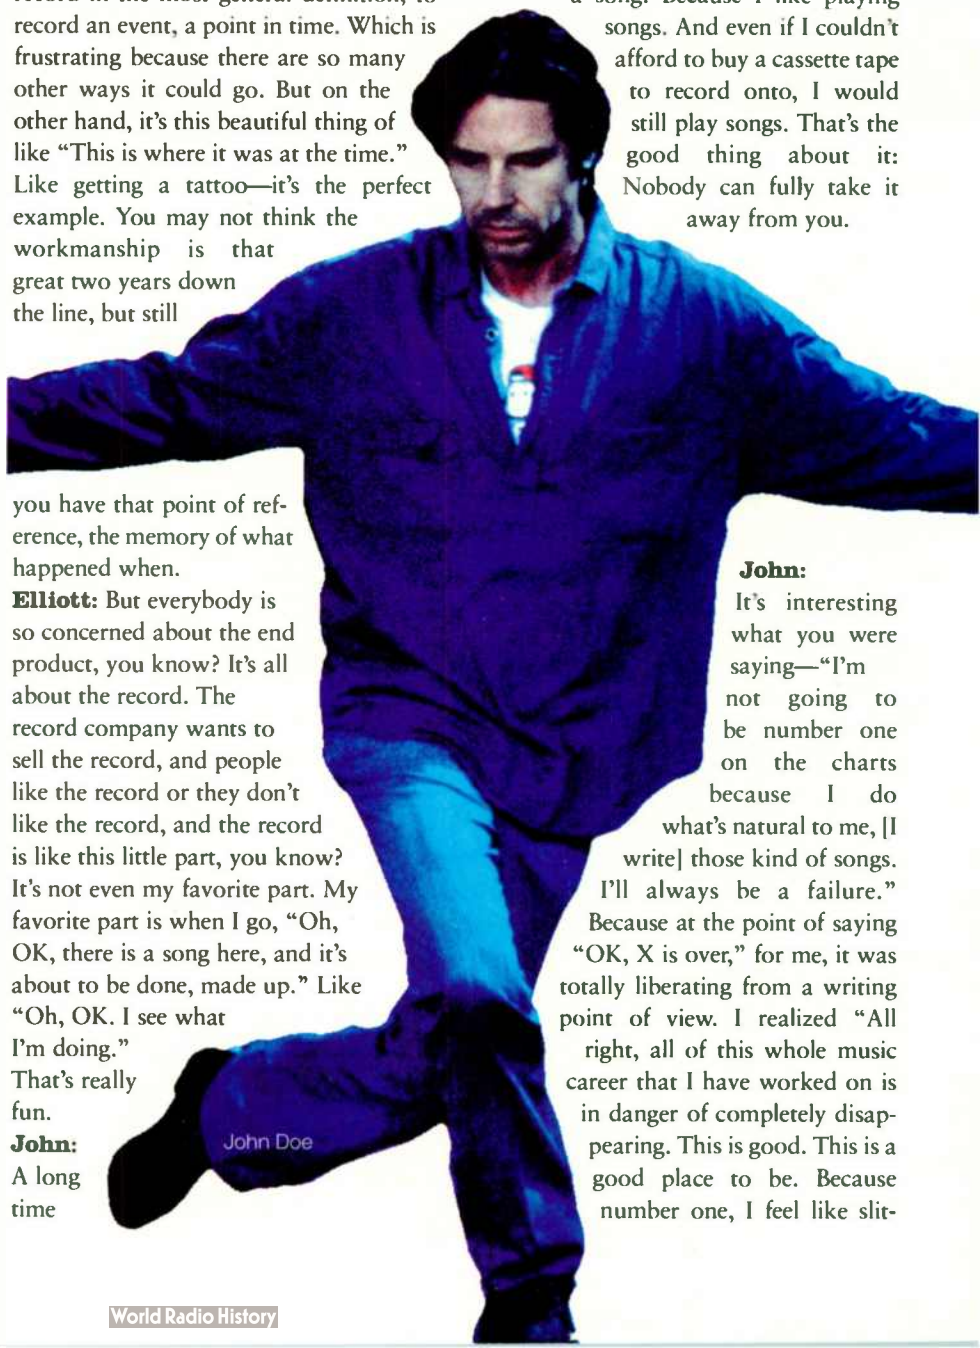 record in the most general definition, to
record an event, a point in time. Which is
frustrating because there are so many
other ways it could go. But on the
other hand, it's this beautiful thing of
like “This is where it was at the time.”
Like getting a tattoo—it's the perfect
example. You may not think the
workmanship is that
great two years down
the line, but still
you have that point of ref-
erence, the memory of what
happened when.
Elliott: But everybody is
so concerned about the end
product, you know? It's all
about the record. The
record company wants to
sell the record, and people
like the record or they don't
like the record, and the record
is like this little part, you know?
It's not even my favorite part. My
favorite part is when I go, “Oh,
OK, there is a song here, and it's
about to be done, made up.” Like
“Oh, OK. I see what
I'm doing.”
That's really
fun.
John:
A long
time
a song. Because I like playing
songs. And even if I couldn't
afford to buy a cassette tape
to record onto, I would
still play songs. That's the
good thing about it:
Nobody can fully take it
away from you.
John:
It's interesting
what you were
saying—“I'm
not going to
be number one
on the charts
because I do
what's natural to me, [I
write] those kind of songs.
I'll always be a failure.”
Because at the point of saying
“OK, X is over,” for me, it was
totally liberating from a writing
point of view. I realized “All
right, all of this whole music
career that I have worked on is
in danger of completely disap-
pearing. This is good. This is a
good place to be. Because
number one, I feel like slit-
John Doe
World Radio History